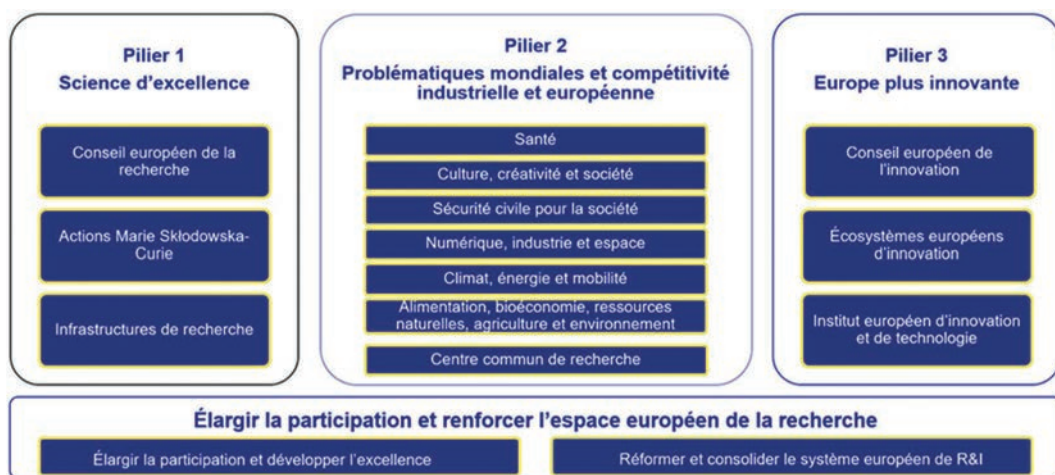 Pilier 1
Science d'excellence
Conseil européen de la
recherche
Actions Marie Skłodowska-
Curie
Infrastructures de recherche
Pilier 2
Problématiques mondiales et compétitivité
industrielle et européenne
Santé
Culture, créativité et société
Sécurité civile pour la société
Numérique, industrie et espace
Climat, énergie et mobilité
Alimentation, bioéconomie, ressources
naturelles, agriculture et environnement
Centre commun de recherche
Pilier 3
Europe plus innovante
Conseil européen de
l'innovation
Écosystèmes européens
d'innovation
Institut européen d'innovation
et de technologie
Élargir la participation et renforcer l'espace européen de la recherche
Élargir la participation et développer l'excellence
Réformer et consolider le système européen de R&I